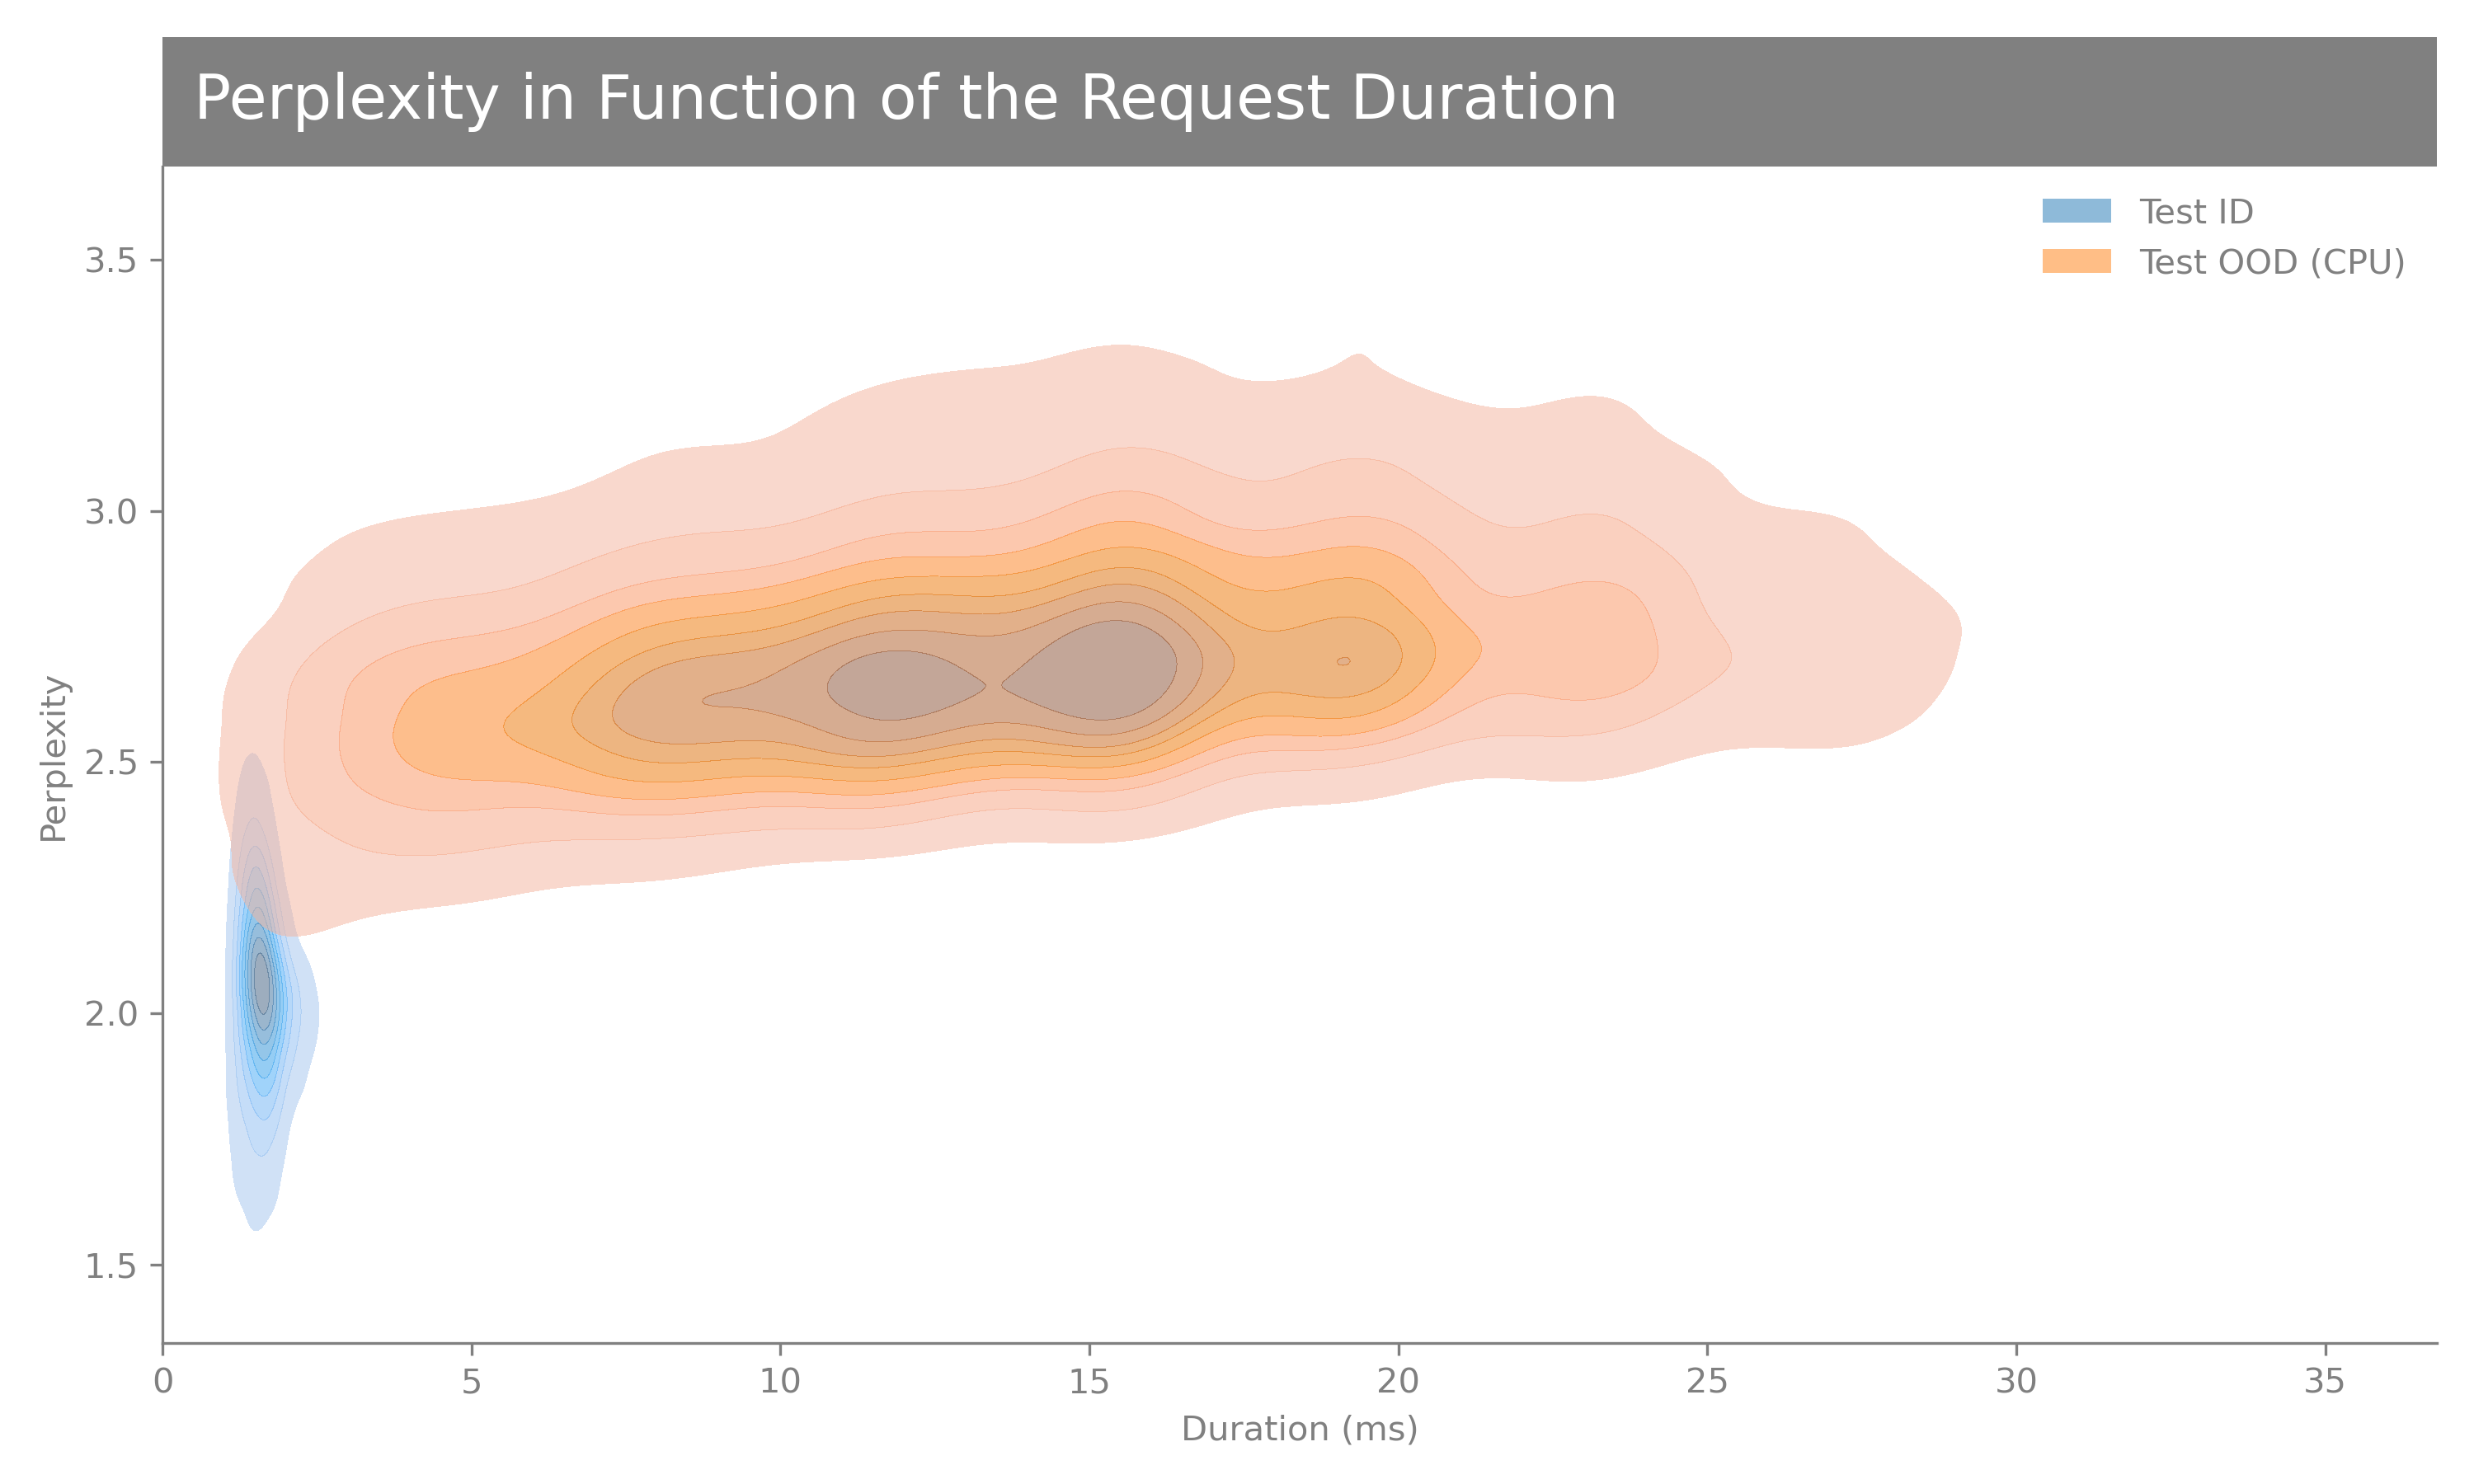 Perplexity in Function of the Request Duration
Test ID
Test OOD (CPU)
Perplexity
3.5
3.0
2.5
2.0
1.5
0 5 10 15 20 25 30 35
Duration (ms)